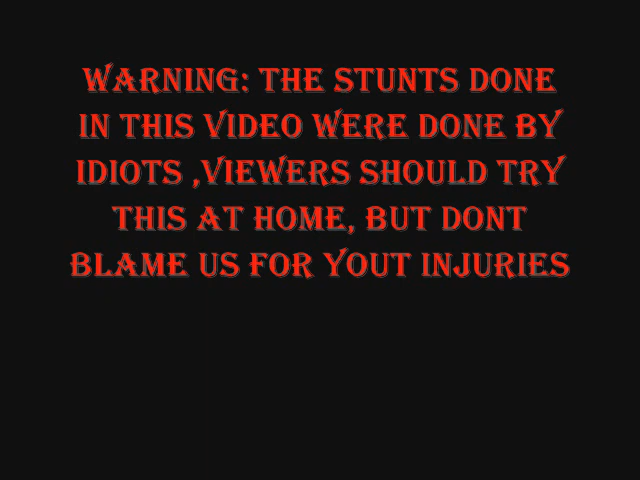 WARNING: THE STUNTS DONE
IN THIS VIDEO WERE DONE BY
IDIOTS ,VIEWERS SHOULD TRY
THIS AT HOME, BUT DONT
BLAME US FOR YOUT INJURIES